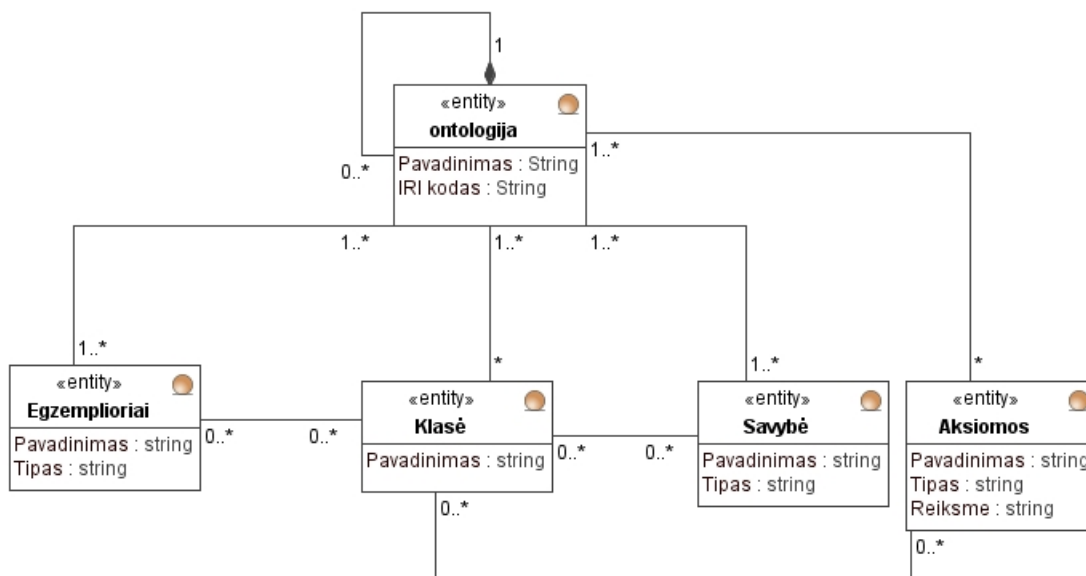 1
«entity»
ontologija
Pavadinimas : String
IRI kodas : String
0..*
1..*
1..*
1..*
1..*
1..*
*
1..*
*
«entity»
Egzemplioriai
Pavadinimas : string
Tipas : string
0..*
0..*
«entity»
Klasė
Pavadinimas : string
0..*
0..*
0..*
«entity»
Savybė
Pavadinimas : string
Tipas : string
«entity»
Aksiomos
Pavadinimas : string
Tipas : string
Reiksme : string
0..*